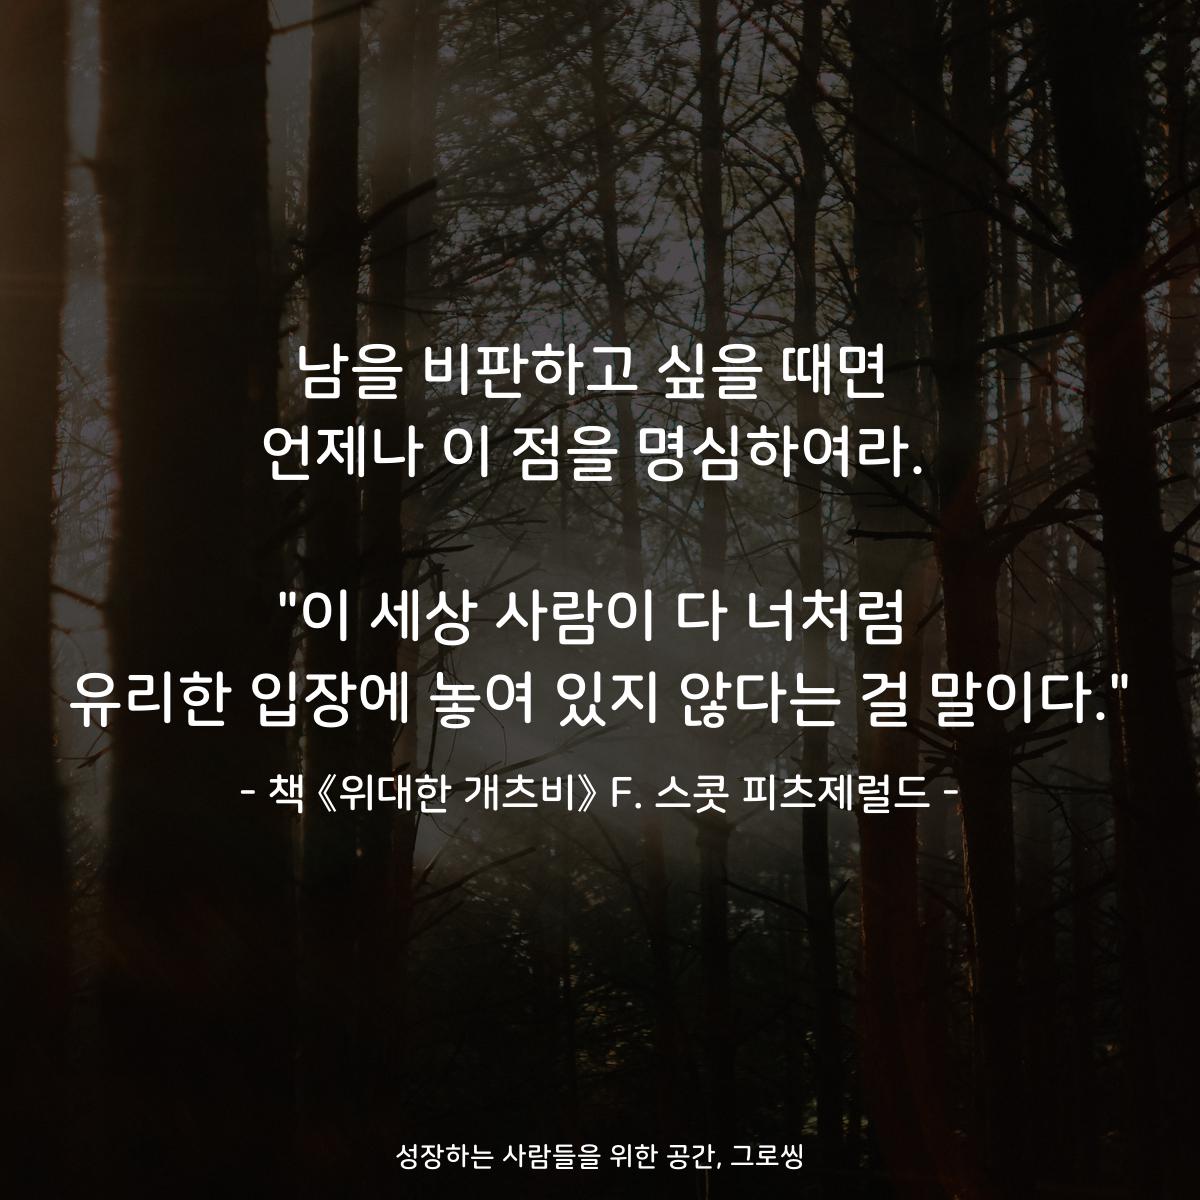 남을 비판하고 싶을 때면
언제나 이 점을 명심하여라.
"이 세상 사람이 다 너처럼
유리한 입장에 놓여 있지 않다는 걸 말이다."
- 책 《위대한 개츠비》 F. 스콧 피츠제럴드 -
성장하는 사람들을 위한 공간, 그로씽